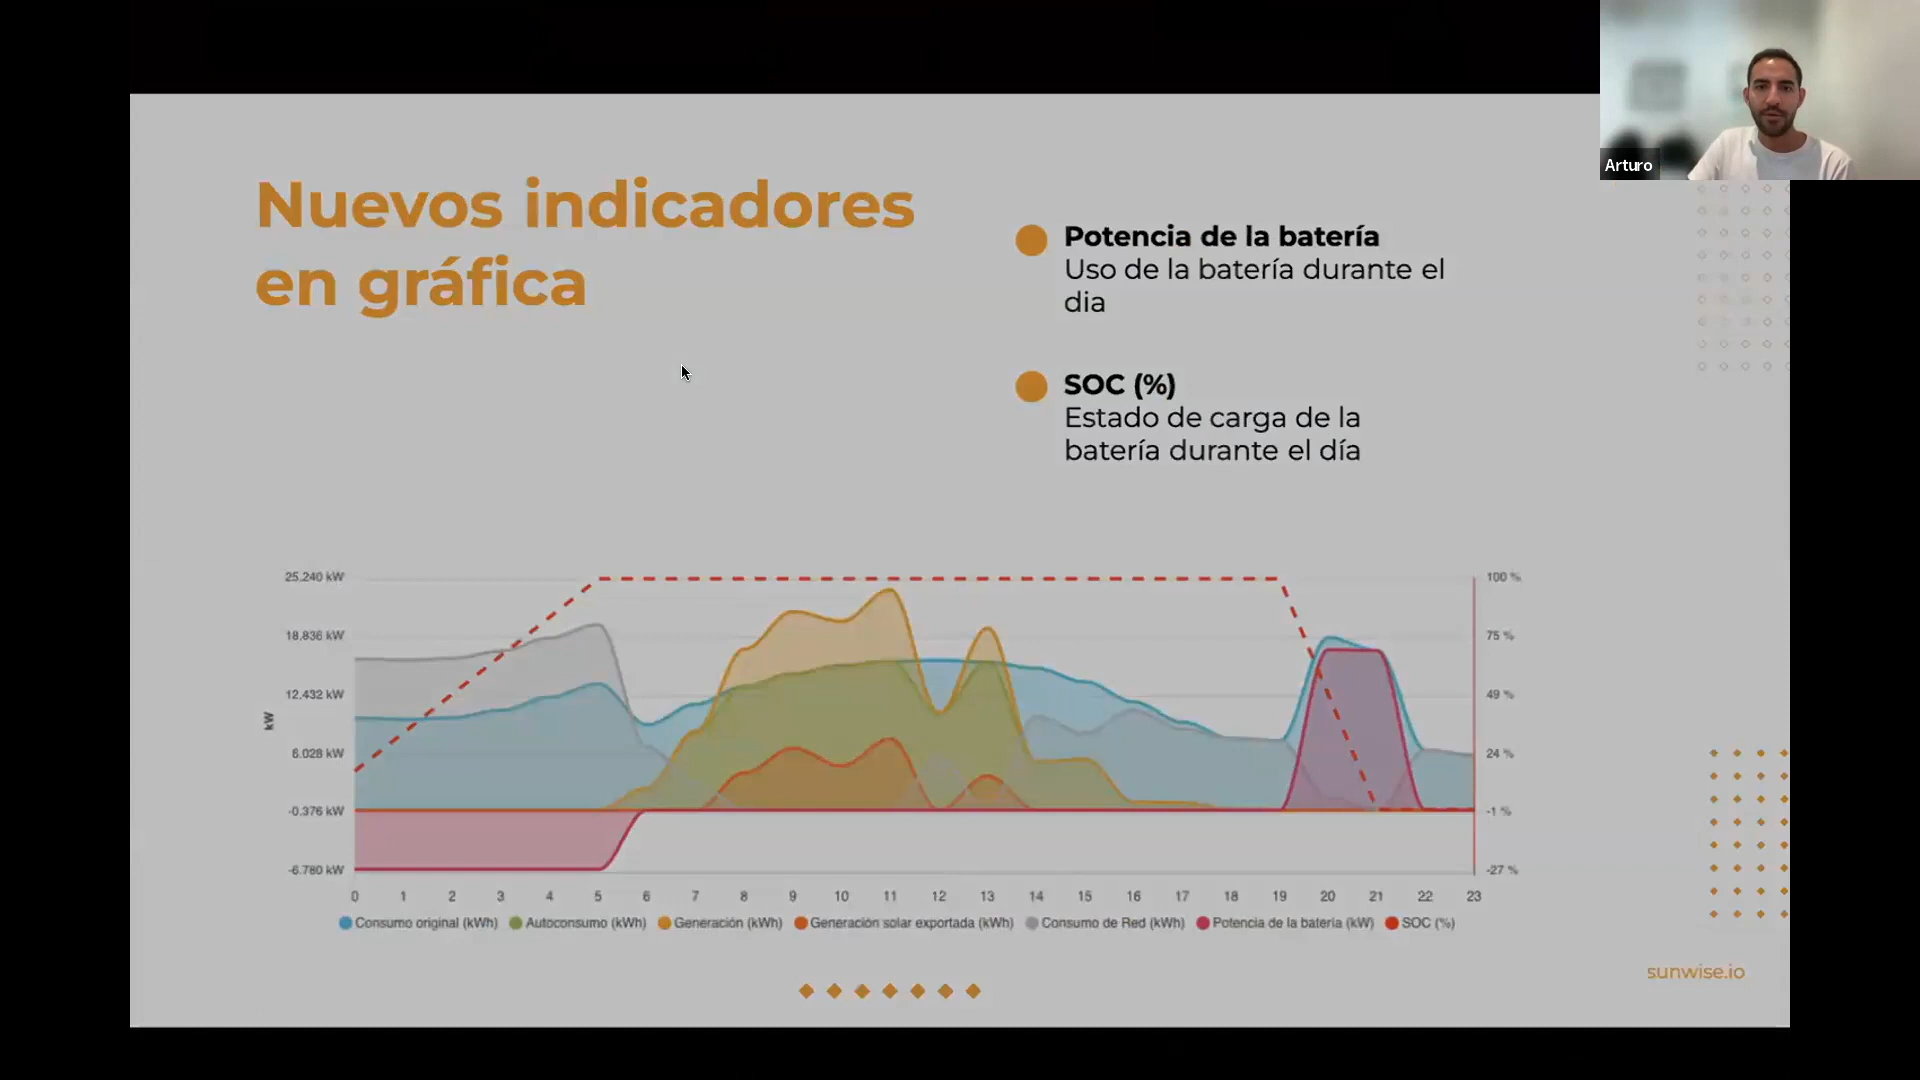 Arturo
Nuevos indicadores
en gráfica
Potencia de la batería
Uso de la batería durante el
dia
SOC (%)
Estado de carga de la
batería durante el día
25.240 kW
18.836 kW
12.432 kW
6.028 kW
-0.376 kW
-6.780 kW
kW
100 %
75 %
49 %
24 %
-1 %
-27 %
0 1 2 3 4 5 6 7 8 9 10 11 12 13 14 15 16 17 18 19 20 21 22 23
Consumo original (kWh) Autoconsumo (kWh) Generación (kWh) Generación solar exportada (kWh) Consumo de Red (kWh) Potencia de la batería (kW) SOC (%)
sunwise.io